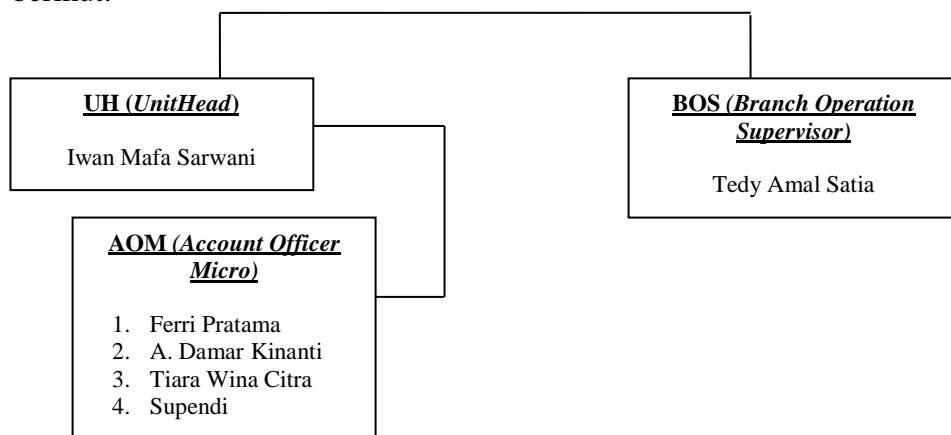 UH (UnitHead)
Iwan Mafa Sarwani
BOS (Branch Operation
Supervisor)
Tedy Amal Satia
AOM (Account Officer
Micro)
1. Ferri Pratama
2. A. Damar Kinanti
3. Tiara Wina Citra
4. Supendi